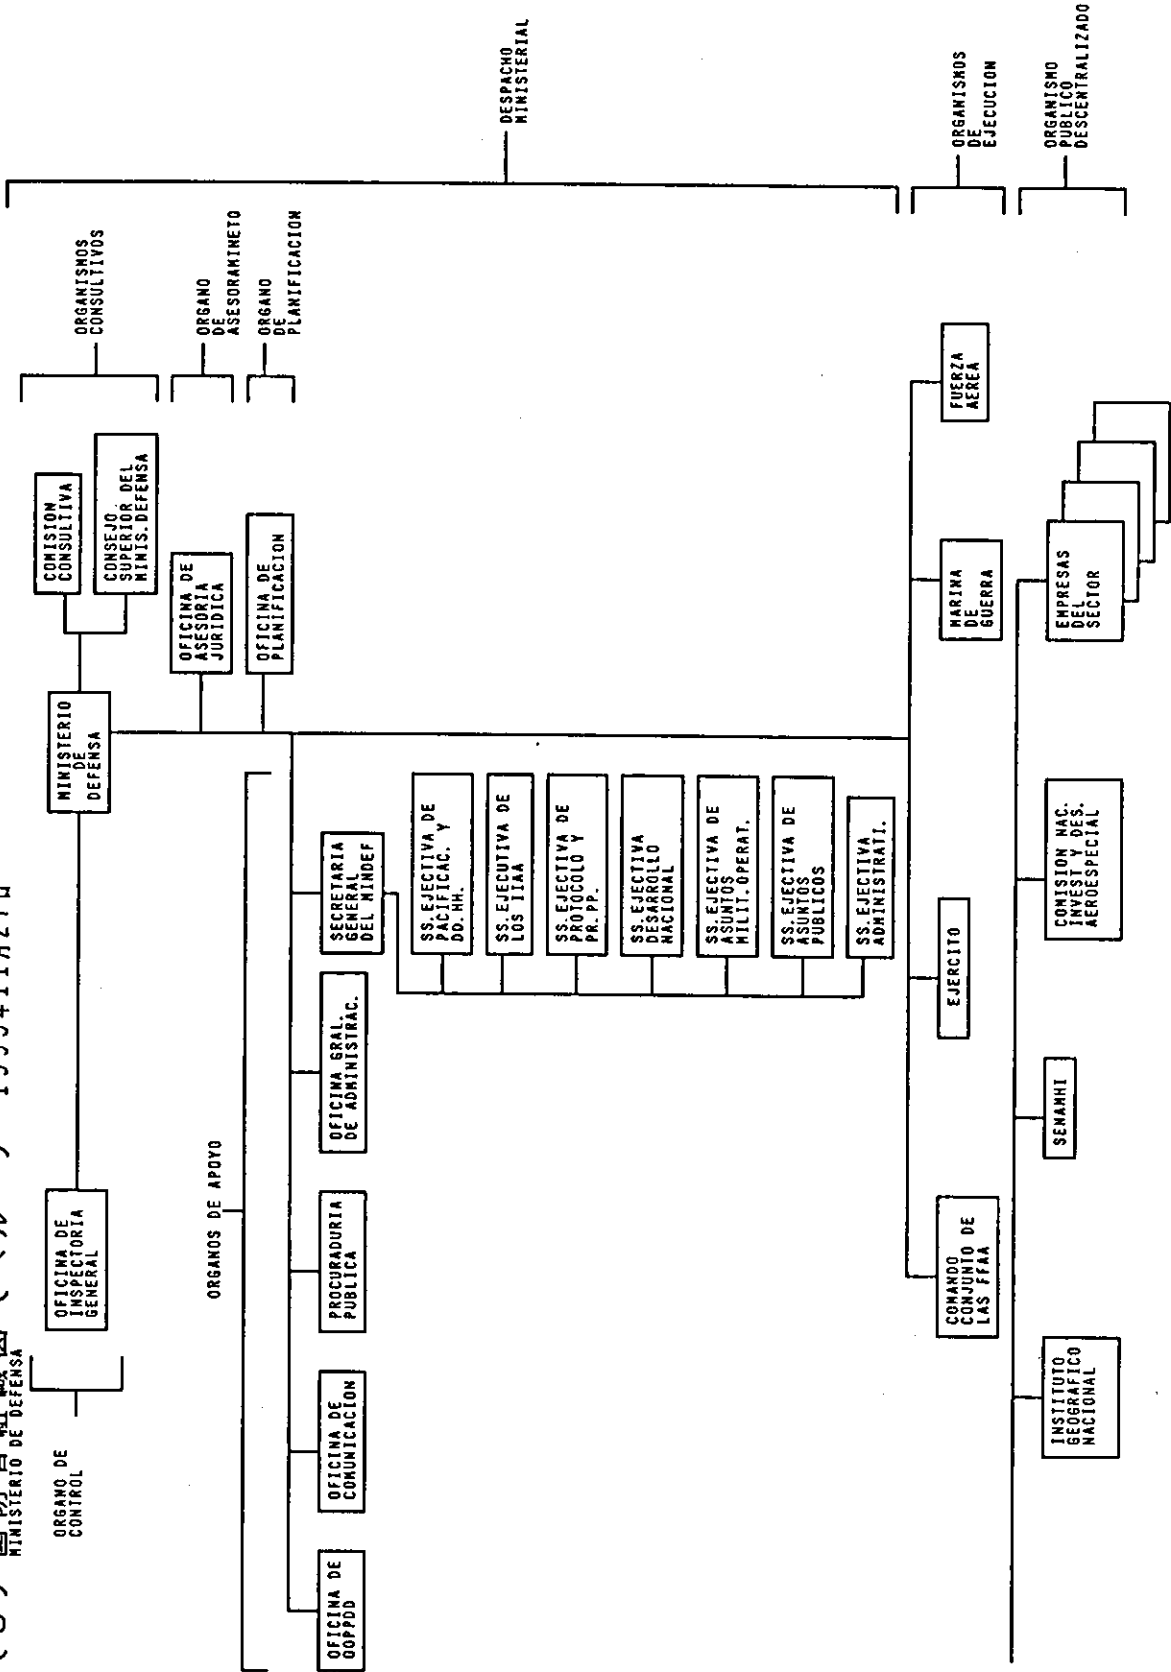 MINISTERIO DE DEFENSA
ORGANO DE
CONTROL
OFICINA DE
INSPECTORIA
GENERAL
MINISTERIO
DE
DEFENSA
COMISION
CONSULTIVA
CONSEJO
SUPERIOR DEL
MINIS.DEFENSA
ORGANISMOS
CONSULTIVOS
OFICINA DE
ASESORIA
JURIDICA
ORGANO
DE
ASESORAMINETO
OFICINA DE
PLANIFICACION
ORGANO
DE
PLANIFICACION
DESPACHO
MINISTERIAL
ORGANOS DE APOYO
OFICINA DE
OOPPDD
OFICINA DE
COMUNICACION
PROCURADURIA
PUBLICA
OFICINA GRAL.
DE ADMINISTRAC.
SECRETARIA
GENERAL
DEL MINDEF
SS.EJECTIVA DE
PACIFICAC. Y
DD.HH.
SS.EJECUTIVA DE
LOS IIAA
SS.EJECTIVA DE
PROTOCOLO Y
PR.PP.
SS.EJECTIVA
DESAROLLO
NACIONAL
SS.EJECTIVA DE
ASUNTOS
MILIT.OPERAT.
SS.EJECTIVA DE
ASUNTOS
PUBLICOS
SS.EJECTIVA
ADMINISTRATI.
COMANDO
CONJUNTO DE
LAS FFAA
EJERCITO
MARINA
DE
GUERRA
FUERZA
AEREA
ORGANISMOS
DE
EJECUCION
INSTITUTO
GEOGRAFICO
NACIONAL
SENAMHI
COMISION NAC.
INVEST Y DES.
AEROESPECIAL
EMPRESAS
DEL
SECTOR
ORGANISMO
PUBLICO
DESCENTRALIZADO